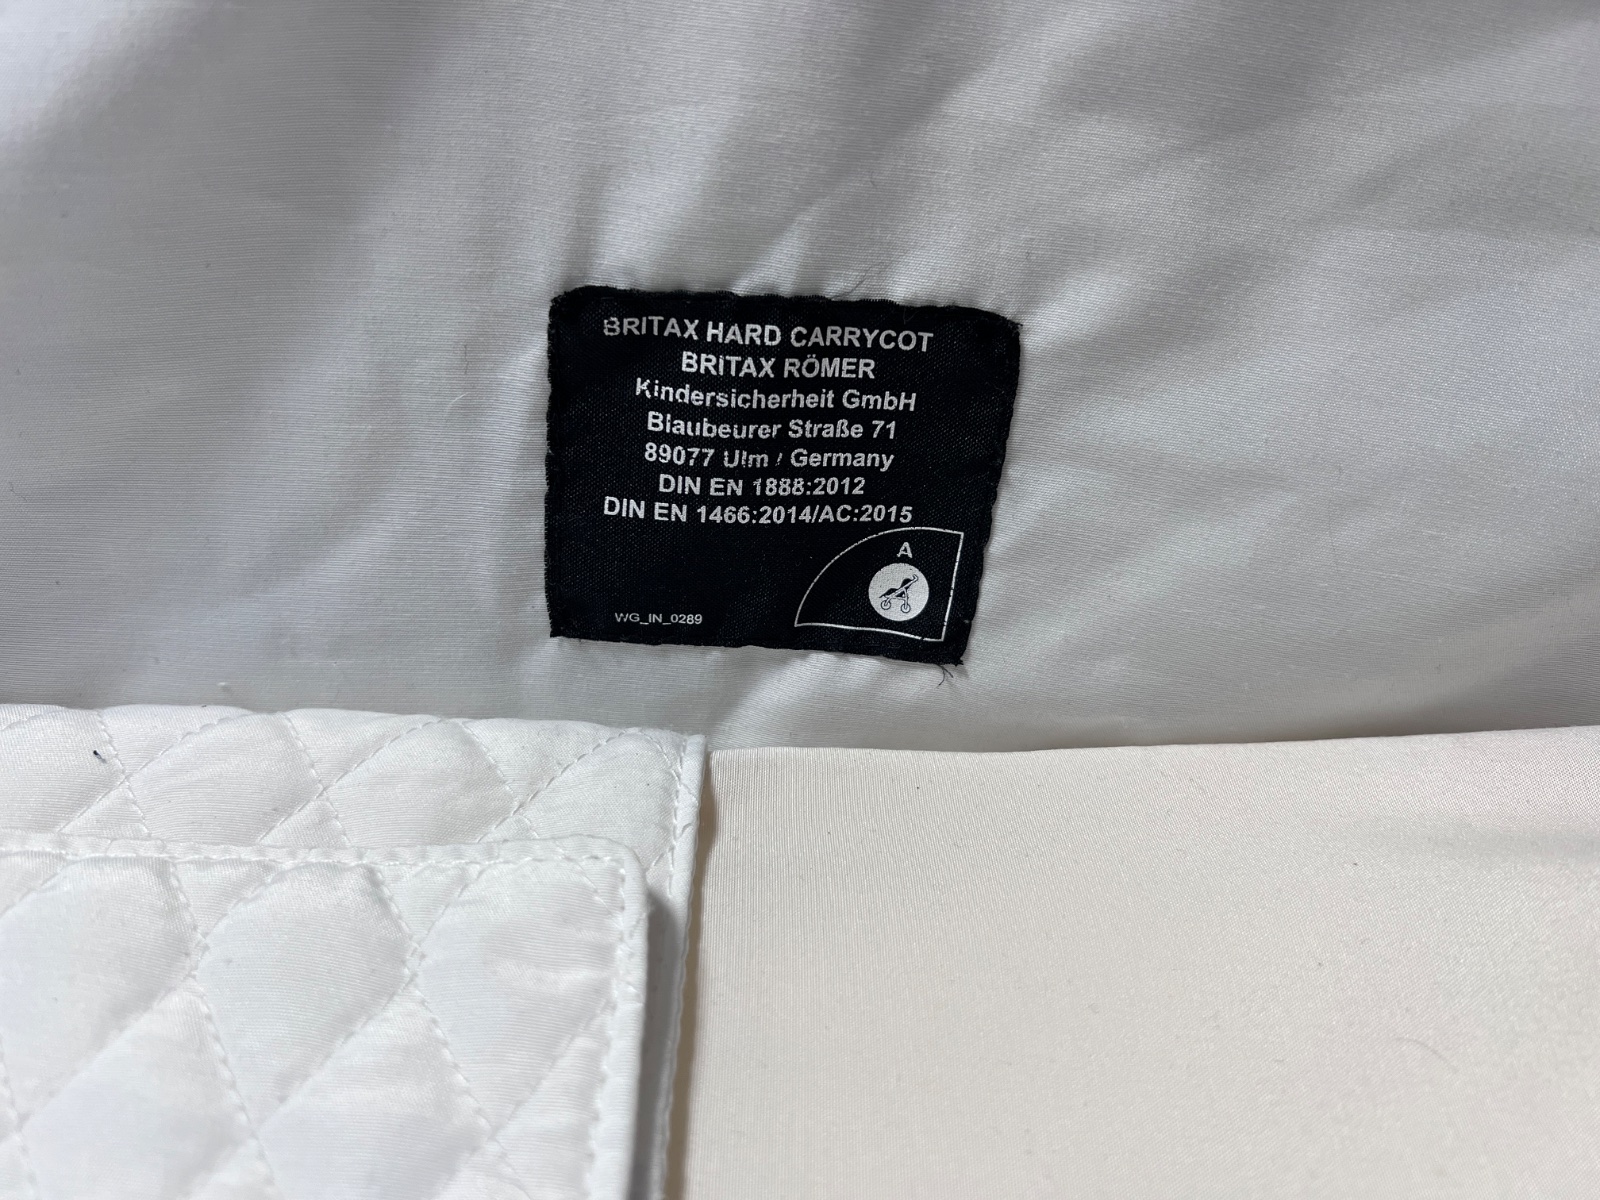 BRITAX HARD CARRYCOT
BRITAX RÖMER
Kindersicherheit GmbH
Blaubeurer Straße 71
89077 Ulm / Germany
DIN EN 1888:2012
DIN EN 1466:2014/AC:2015
A
WG_IN_0289